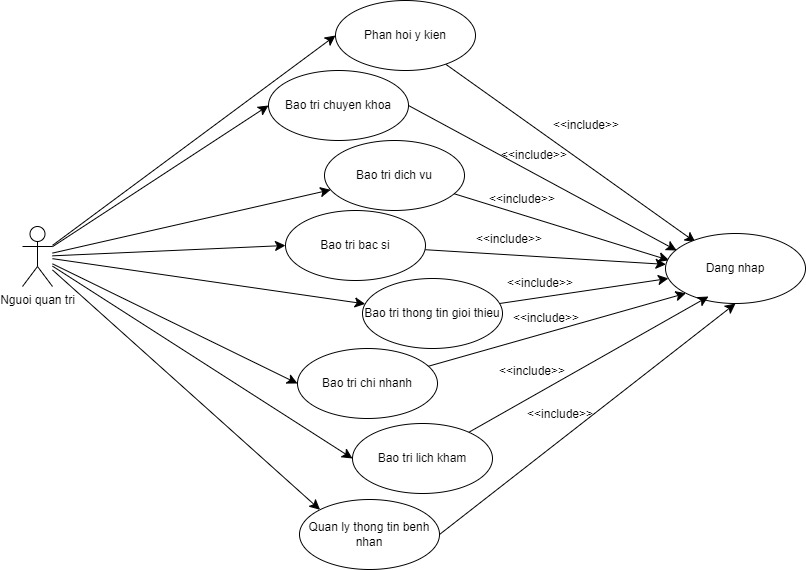 Phan hoi y kien
Bao tri chuyen khoa
<<include>>
<<include>>
Bao tri dich vu
<<include>>
Bao tri bac si
<<include>>
Dang nhap
Nguoi quan tri
<<include>>
Bao tri thong tin gioi thieu
<<include>>
Bao tri chi nhanh
<<include>>
<<include>>
Bao tri lich kham
Quan ly thong tin benh
nhan